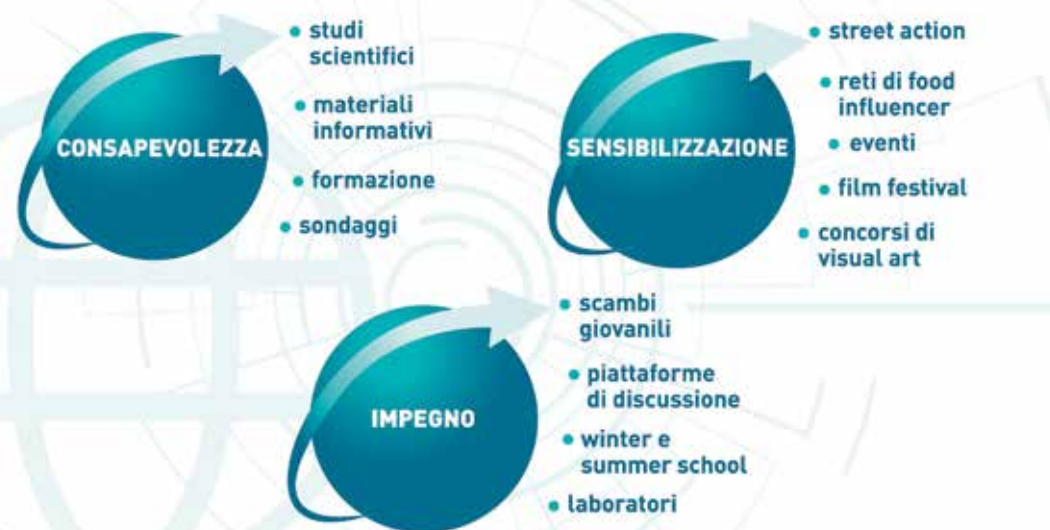 CONSAPEVOLEZZA
• studi
scientifici
• materiali
informativi
• formazione
• sondaggi
SENSIBILIZZAZIONE
• street action
• reti di food
influencer
• eventi
• film festival
• concorsi di
visual art
IMPEGNO
• scambi
giovanili
• piattaforme
di discussione
• winter e
summer school
• laboratori